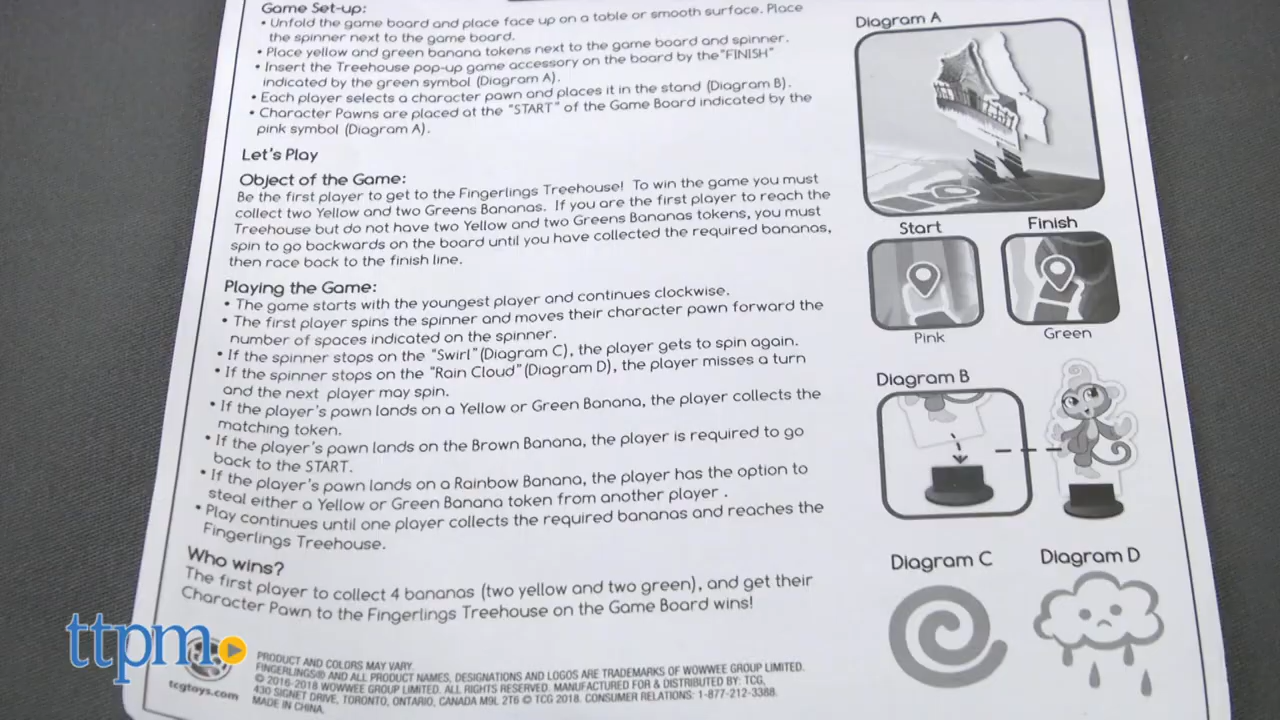 Game Set-up:
• Unfold the game board and place face up on a table or smooth surface. Place
the spinner next to the game board.
• Place yellow and green banana tokens next to the game board and spinner.
• Insert the Treehouse pop-up game accessory on the board by the "FINISH"
indicated by the green symbol (Diagram A).
• Each player selects a character pawn and places it in the stand (Diagram B).
• Character Pawns are placed at the "START" of the Game Board indicated by the
pink symbol (Diagram A).
Let's Play
Object of the Game:
Be the first player to get to the Fingerlings Treehouse! To win the game you must
collect two Yellow and two Greens Bananas. If you are the first player to reach the
Treehouse but do not have two Yellow and two Greens Bananas tokens, you must
spin to go backwards on the board until you have collected the required bananas,
then race back to the finish line.
Playing the Game:
• The game starts with the youngest player and continues clockwise.
• The first player spins the spinner and moves their character pawn forward the
number of spaces indicated on the spinner.
• If the spinner stops on the "Swirl" (Diagram C), the player gets to spin again.
• If the spinner stops on the "Rain Cloud" (Diagram D), the player misses a turn
and the next player may spin.
• If the player's pawn lands on a Yellow or Green Banana, the player collects the
matching token.
• If the player's pawn lands on the Brown Banana, the player is required to go
back to the START.
• If the player's pawn lands on a Rainbow Banana, the player has the option to
steal either a Yellow or Green Banana token from another player .
• Play continues until one player collects the required bananas and reaches the
Fingerlings Treehouse.
Who wins?
The first player to collect 4 bananas (two yellow and two green), and get their
Character Pawn to the Fingerlings Treehouse on the Game Board wins!
Diagram A
Start
Finish
Pink
Green
Diagram B
Diagram C
Diagram D
ttpm
tcgtoys.com
PRODUCT AND COLORS MAY VARY.
FINGERLINGS® AND ALL PRODUCT NAMES, DESIGNATIONS AND LOGOS ARE TRADEMARKS OF WOWWEE GROUP LIMITED.
© 2016-2018 WOWWEE GROUP LIMITED. ALL RIGHTS RESERVED. MANUFACTURED FOR & DISTRIBUTED BY: TCG,
430 SIGNET DRIVE, TORONTO, ONTARIO, CANADA M9L 2T6 © TCG 2018. CONSUMER RELATIONS: 1-877-212-3388.
MADE IN CHINA.